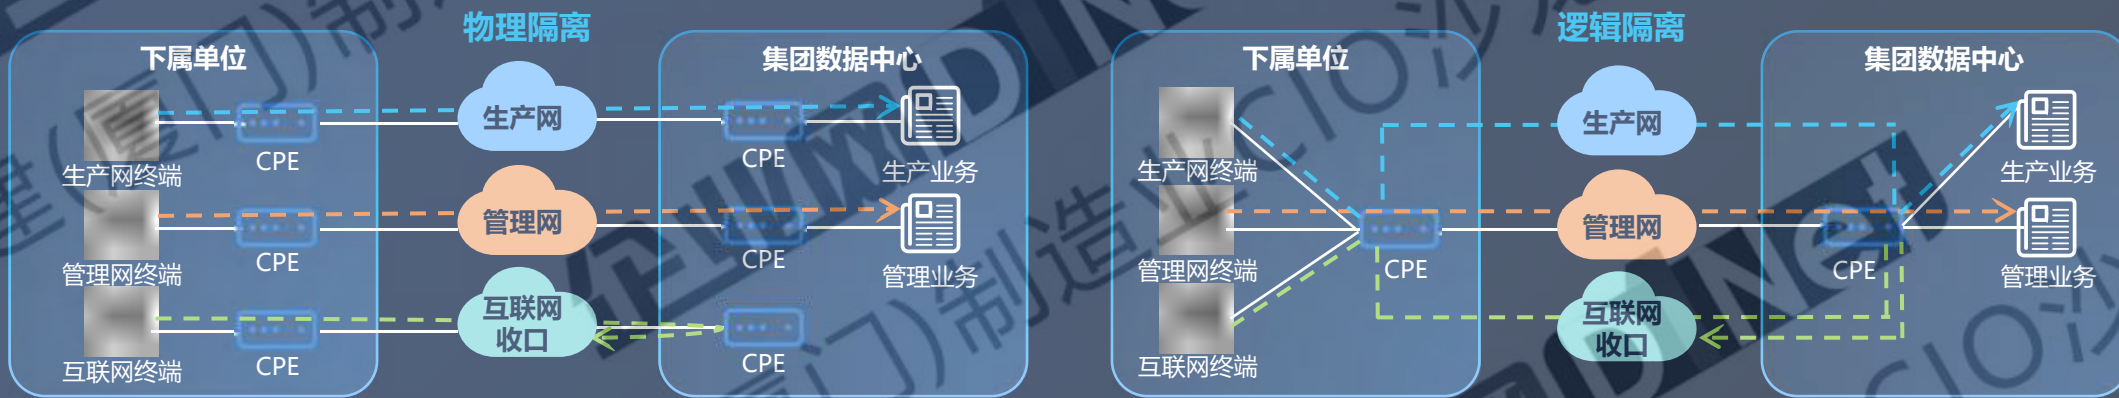 物理隔离
下属单位
集团数据中心
生产网终端
CPE
生产网
CPE
生产业务
管理网终端
CPE
管理网
CPE
管理业务
互联网终端
CPE
互联网
收口
CPE
逻辑隔离
下属单位
集团数据中心
生产网终端
生产网
生产业务
管理网终端
CPE
管理网
CPE
管理业务
互联网终端
互联网
收口